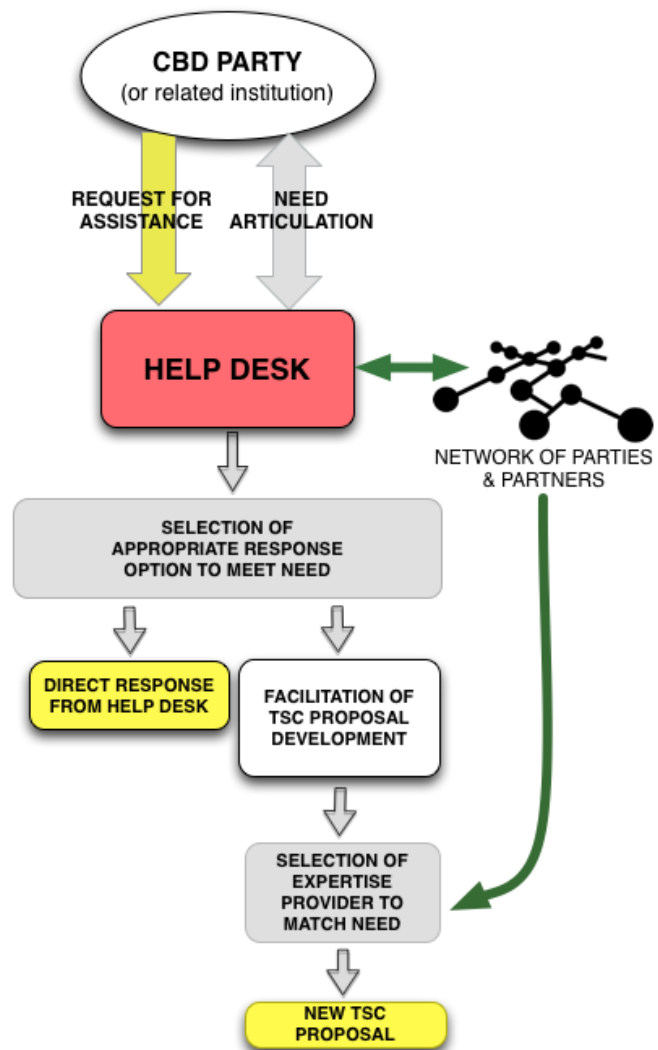 CBD PARTY
(or related institution)
REQUEST FOR
ASSISTANCE
NEED
ARTICULATION
HELP DESK
NETWORK OF PARTIES
& PARTNERS
SELECTION OF
APPROPRIATE RESPONSE
OPTION TO MEET NEED
DIRECT RESPONSE
FROM HELP DESK
FACILITATION OF
TSC PROPOSAL
DEVELOPMENT
SELECTION OF
EXPERTISE
PROVIDER TO
MATCH NEED
NEW TSC
PROPOSAL